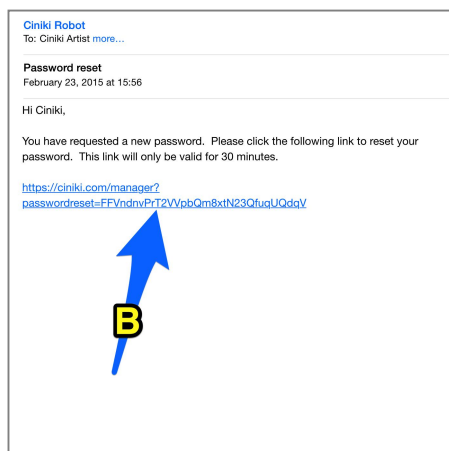 Ciniki Robot
To: Ciniki Artist more...
Password reset
February 23, 2015 at 15:56
Hi Ciniki,
You have requested a new password.  Please click the following link to reset your
password.  This link will only be valid for 30 minutes.
https://ciniki.com/manager?
passwordreset=FFVndnvPrT2VVpbQm8xtN23QfuqUQdqV
B